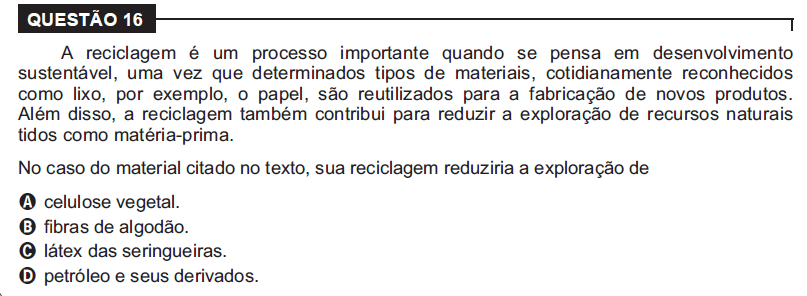 QUESTÃO 16
A reciclagem é um processo importante quando se pensa em desenvolvimento
sustentável, uma vez que determinados tipos de materiais, cotidianamente reconhecidos
como lixo, por exemplo, o papel, são reutilizados para a fabricação de novos produtos.
Além disso, a reciclagem também contribui para reduzir a exploração de recursos naturais
tidos como matéria-prima.
No caso do material citado no texto, sua reciclagem reduziria a exploração de
A celulose vegetal.
B fibras de algodão.
C látex das seringueiras.
D petróleo e seus derivados.